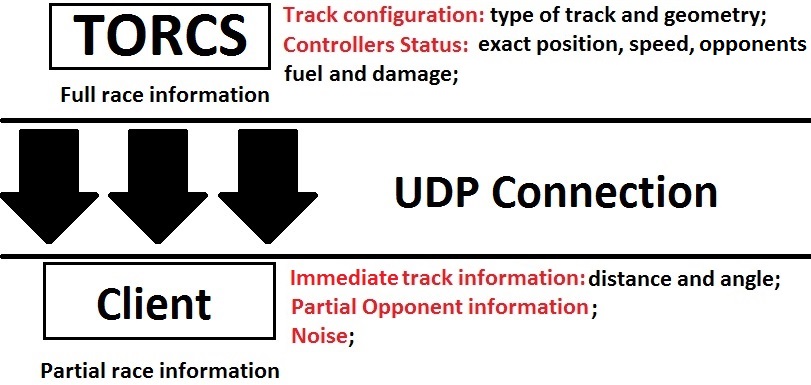 TORCS
Full race information
Track configuration: type of track and geometry;
Controllers Status: exact position, speed, opponents
fuel and damage;
UDP Connection
Client
Partial race information
Immediate track information: distance and angle;
Partial Opponent information;
Noise;